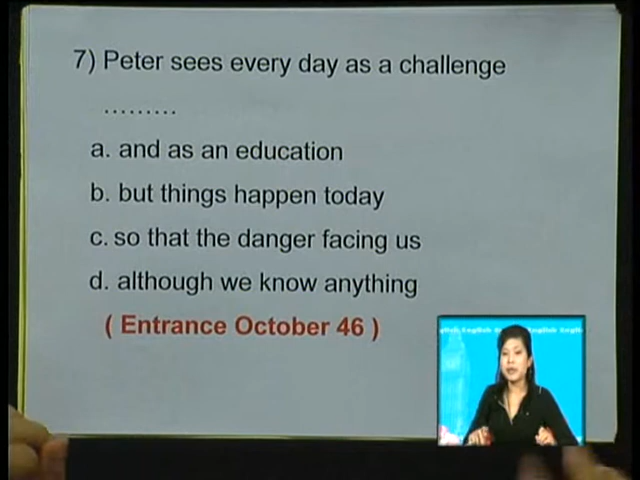 7) Peter sees every day as a challenge
.........
a. and as an education
b. but things happen today
c. so that the danger facing us
d. although we know anything
( Entrance October 46 )